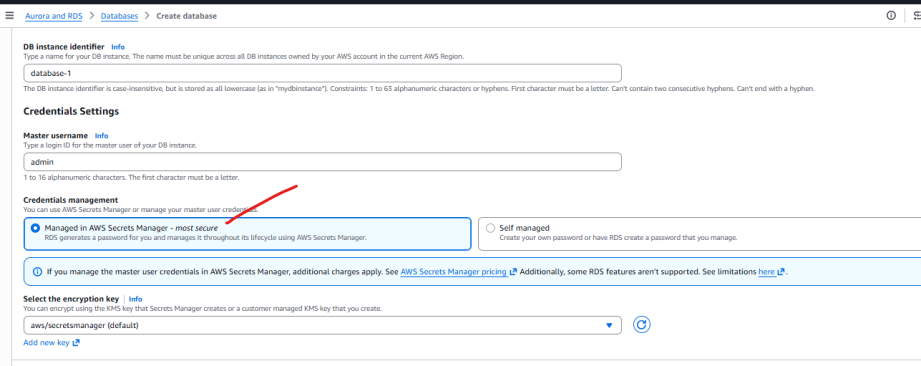 Aurora and RDS > Databases > Create database
DB instance identifier Info
Type a name for your DB instance. The name must be unique across all DB instances owned by your AWS account in the current AWS Region.
database-1
The DB instance identifier is case-insensitive, but is stored as all lowercase (as in "mydbinstance"). Constraints: 1 to 63 alphanumeric characters or hyphens. First character must be a letter. Can't contain two consecutive hyphens. Can't end with a hyphen.
Credentials Settings
Master username Info
Type a login ID for the master user of your DB instance.
admin
1 to 16 alphanumeric characters. The first character must be a letter.
Credentials management
You can use AWS Secrets Manager or manage your master user credentials.
Managed in AWS Secrets Manager - most secure
RDS generates a password for you and manages it throughout its lifecycle using AWS Secrets Manager.
Self managed
Create your own password or have RDS create a password that you manage.
If you manage the master user credentials in AWS Secrets Manager, additional charges apply. See AWS Secrets Manager pricing Additionally, some RDS features aren't supported. See limitations here.
Select the encryption key Info
You can encrypt using the KMS key that Secrets Manager creates or a customer managed KMS key that you create.
aws/secretsmanager (default)
Add new key